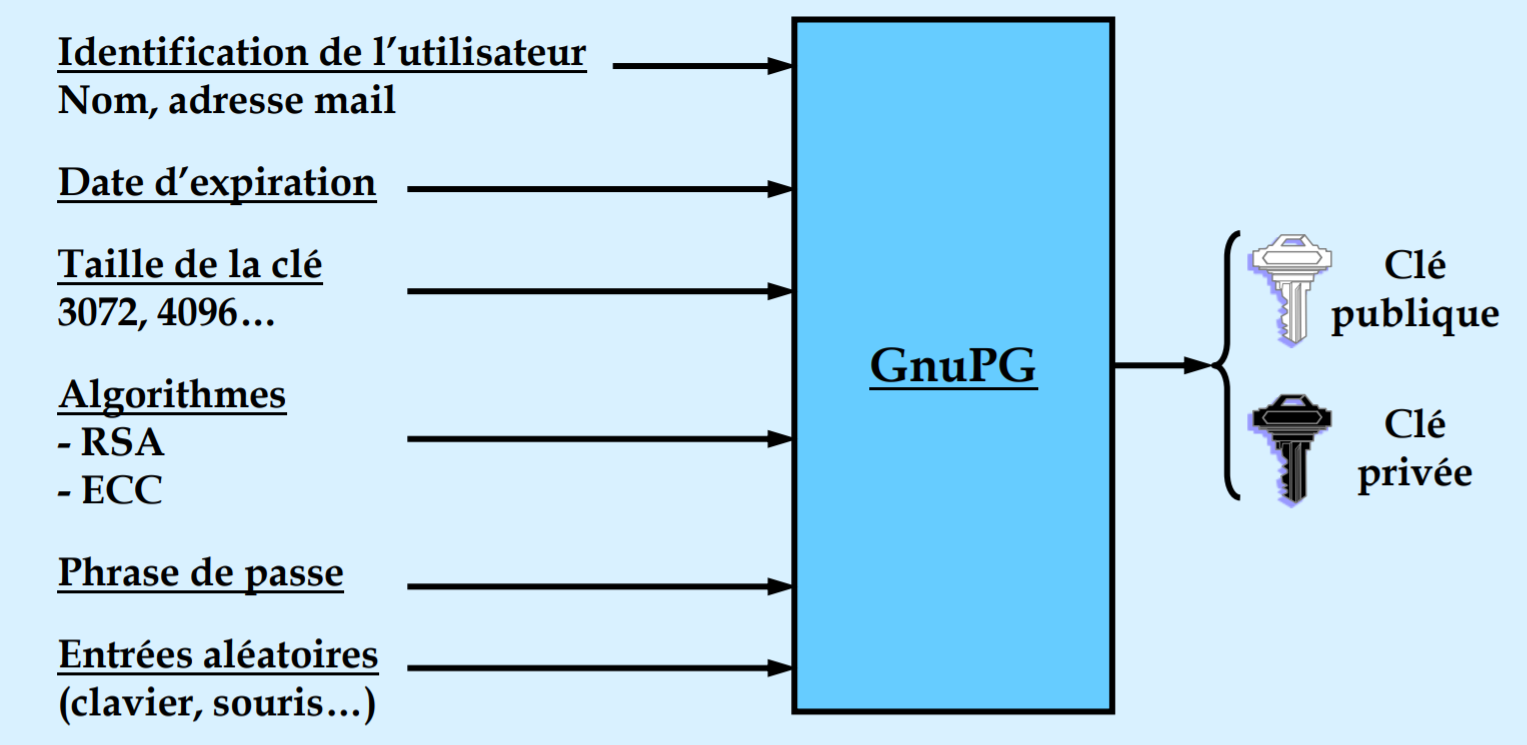 Identification de l’utilisateur
Nom, adresse mail
Date d’expiration
Taille de la clé
3072, 4096…
Algorithmes
- RSA
- ECC
Phrase de passe
Entrées aléatoires
(clavier, souris…)
GnuPG
Clé
publique
Clé
privée